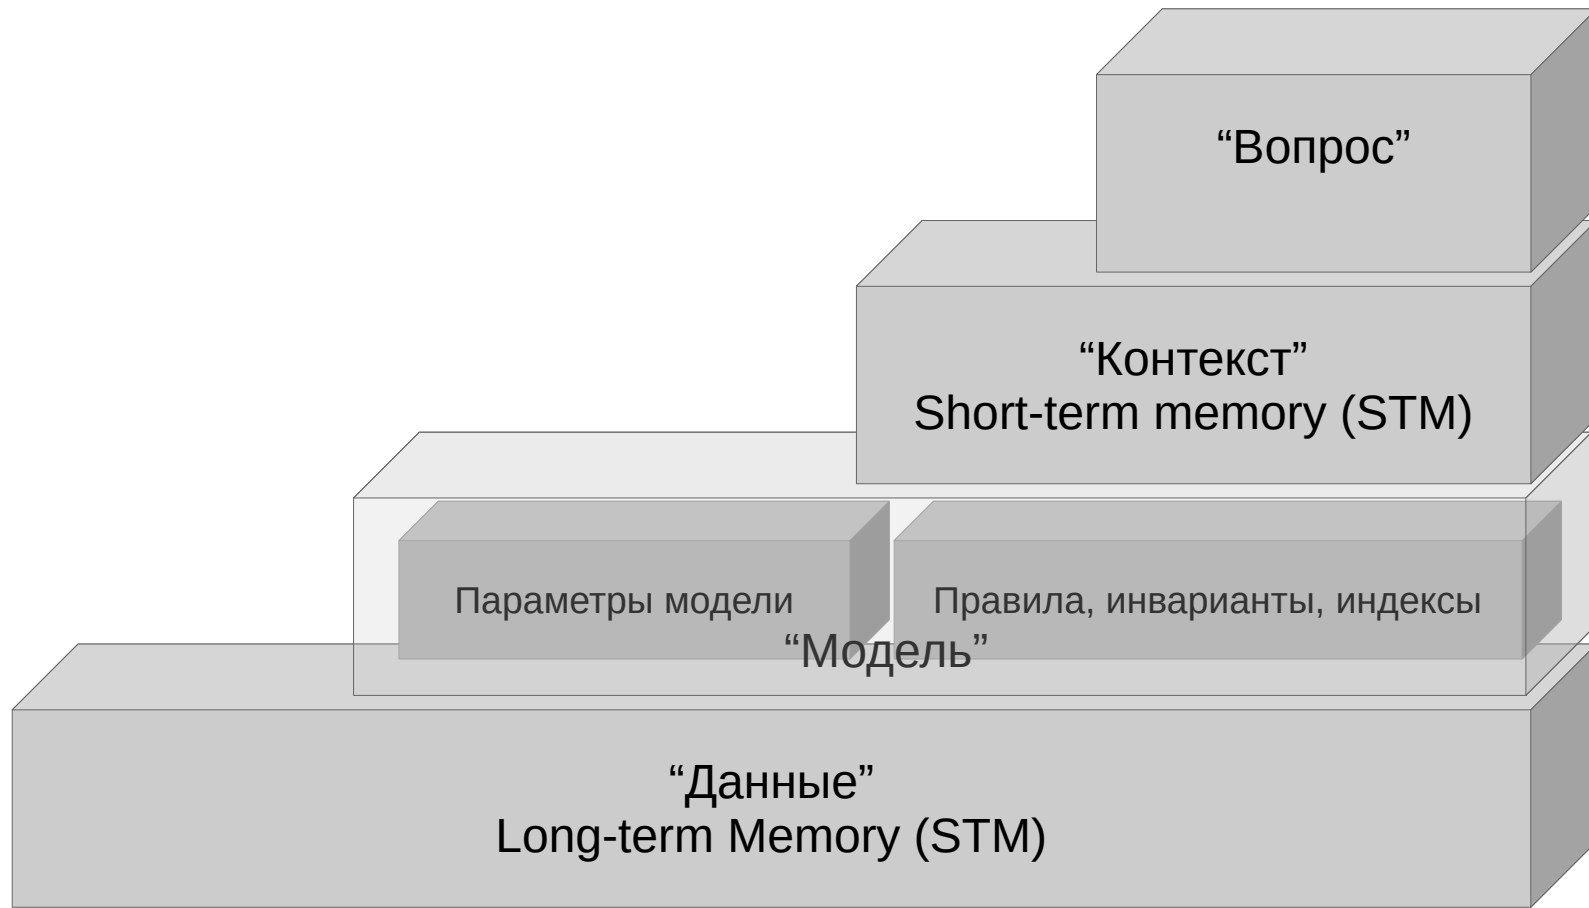 “Вопрос”
“Контекст”
Short-term memory (STM)
Параметры модели
Правила, инварианты, индексы
“Модель”
“Данные”
Long-term Memory (STM)